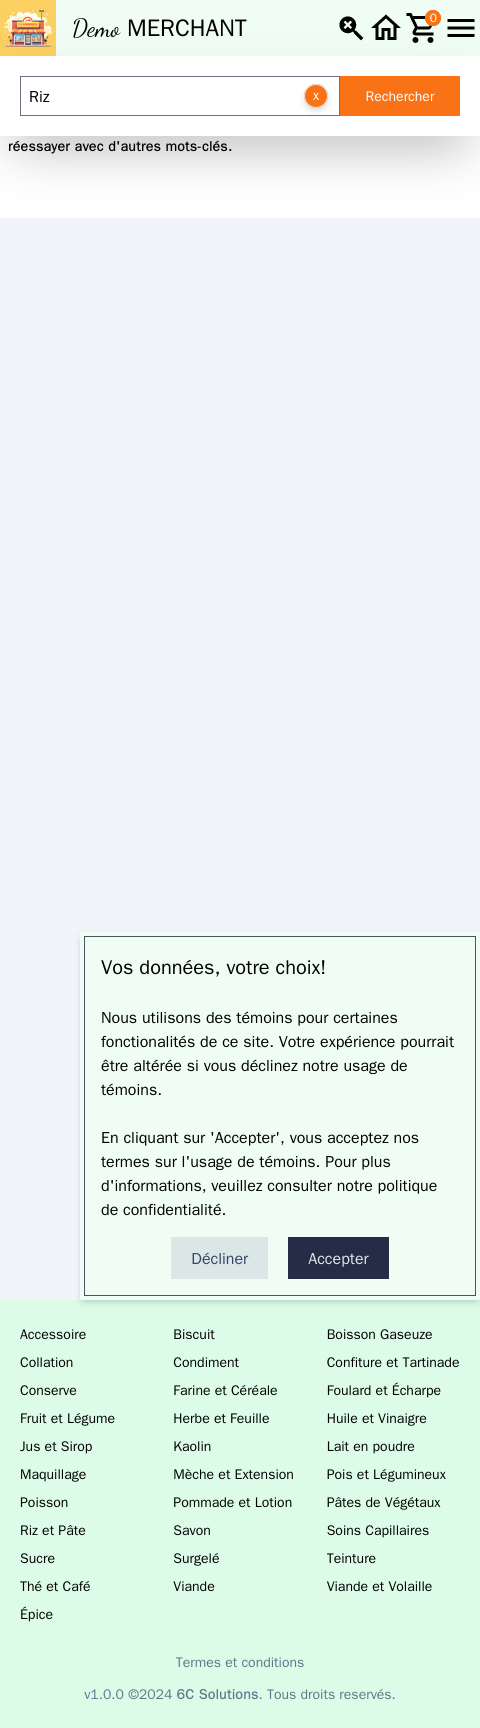 Demo MERCHANT
0
Riz
x
Rechercher
réessayer avec d'autres mots-clés.
Vos données, votre choix!
Nous utilisons des témoins pour certaines
fonctionalités de ce site. Votre expérience pourrait
être altérée si vous déclinez notre usage de
témoins.
En cliquant sur 'Accepter', vous acceptez nos
termes sur l'usage de témoins. Pour plus
d'informations, veuillez consulter notre politique
de confidentialité.
Décliner Accepter
Accessoire Biscuit Boisson Gaseuze
Collation Condiment Confiture et Tartinade
Conserve Farine et Céréale Foulard et Écharpe
Fruit et Légume Herbe et Feuille Huile et Vinaigre
Jus et Sirop Kaolin Lait en poudre
Maquillage Mèche et Extension Pois et Légumineux
Poisson Pommade et Lotion Pâtes de Végétaux
Riz et Pâte Savon Soins Capillaires
Sucre Surgelé Teinture
Thé et Café Viande Viande et Volaille
Épice
Termes et conditions
v1.0.0 ©2024 6C Solutions. Tous droits reservés.